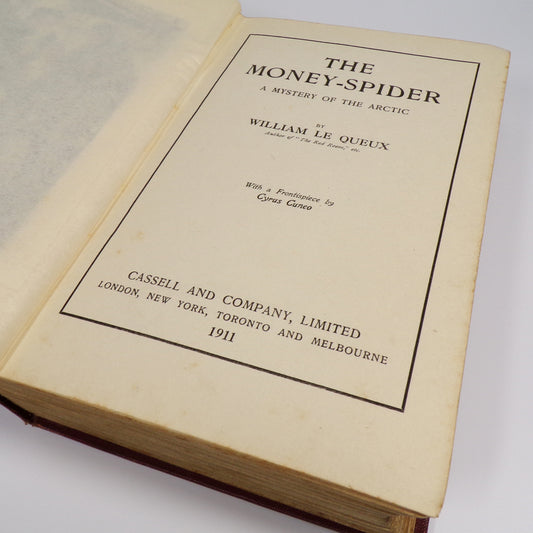 THE
MONEY-SPIDER
A MYSTERY OF THE ARCTIC
BY
WILLIAM LE QUEUX
Author of "The Red Room," etc.
With a Frontispiece by
Cyrus Cuneo
CASSELL AND COMPANY, LIMITED
LONDON, NEW YORK, TORONTO AND MELBOURNE
1911